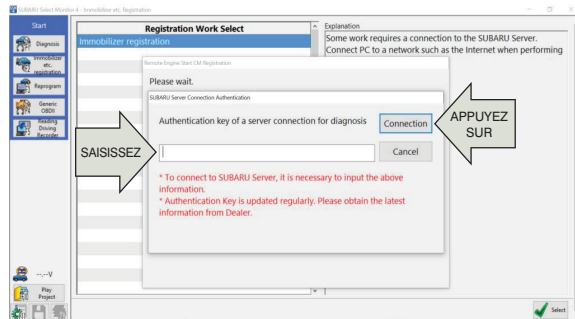 SUBARU Select Monitor 4 - Immobilizer etc. Registration
Start
Diagnosis
Immobilizer
etc.
registration
Reprogram
Generic
OBDII
Reading
Driving
Recorder
--.--V
Play
Project
Registration Work Select
Immobilizer registration
Explanation
Some work requires a connection to the SUBARU Server.
Connect PC to a network such as the Internet when performing
Remote Engine Start CM Registration
Please wait.
SUBARU Server Connection Authentication
Authentication key of a server connection for diagnosis
Connection
Cancel
* To connect to SUBARU Server, it is necessary to input the above
information.
* Authentication Key is updated regularly. Please obtain the latest
information from Dealer.
SAISISSEZ
APPUYEZ
SUR
Select